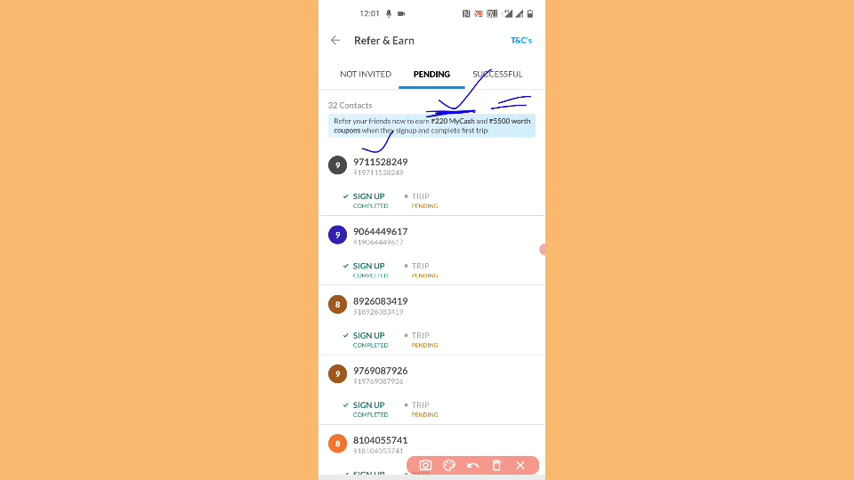 12:01
Refer & Earn
T&C's
NOT INVITED PENDING SUCCESSFUL
32 Contacts
Refer your friends now to earn ₹220 MyCash and ₹5500 worth
coupons when they signup and complete first trip.
9 9711528249
919711528249
SIGN UP TRIP
COMPLETED PENDING
9 9064449617
919064449617
SIGN UP TRIP
COMPLETED PENDING
8 8926083419
918926083419
SIGN UP TRIP
COMPLETED PENDING
9 9769087926
919769087926
SIGN UP TRIP
COMPLETED PENDING
8 8104055741
918104055741
SIGN UP